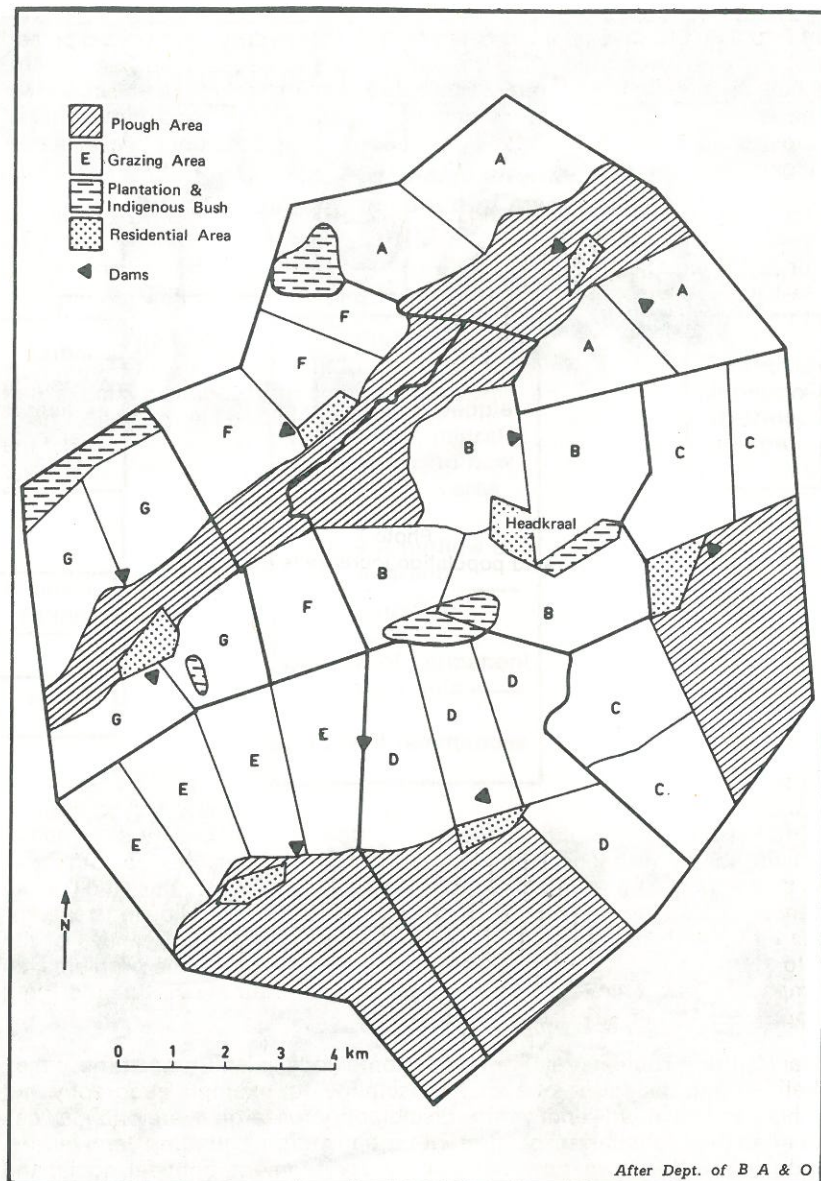 Plough Area
E Grazing Area
Plantation &
Indigenous Bush
Residential Area
Dams
A
A
A
F
A
F
F
B
B
C
C
G
Headkraal
G
B
F
B
G
D
C
G
E
D
E
D
E
C
E
D
N
0 1 2 3 4 km
After Dept. of B A & O